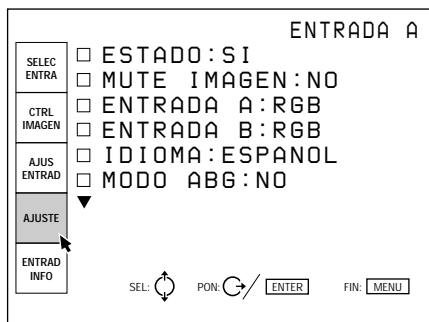 ENTRADA A
SELEC
ENTRA
CTRL
IMAGEN
AJUS
ENTRAD
AJUSTE
ENTRAD
INFO
ESTADO:SI
MUTE IMAGEN:NO
ENTRADA A:RGB
ENTRADA B:RGB
IDIOMA:ESPANOL
MODO ABG:NO
SEL: PON: / ENTER FIN: MENU